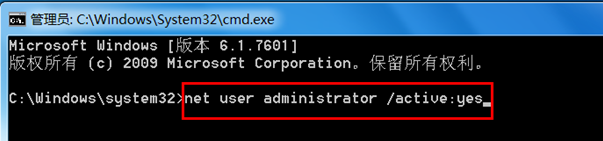 管理员: C:\Windows\System32\cmd.exe
Microsoft Windows [版本 6.1.7601]
版权所有 (c) 2009 Microsoft Corporation。保留所有权利。
C:\Windows\system32>net user administrator /active:yes